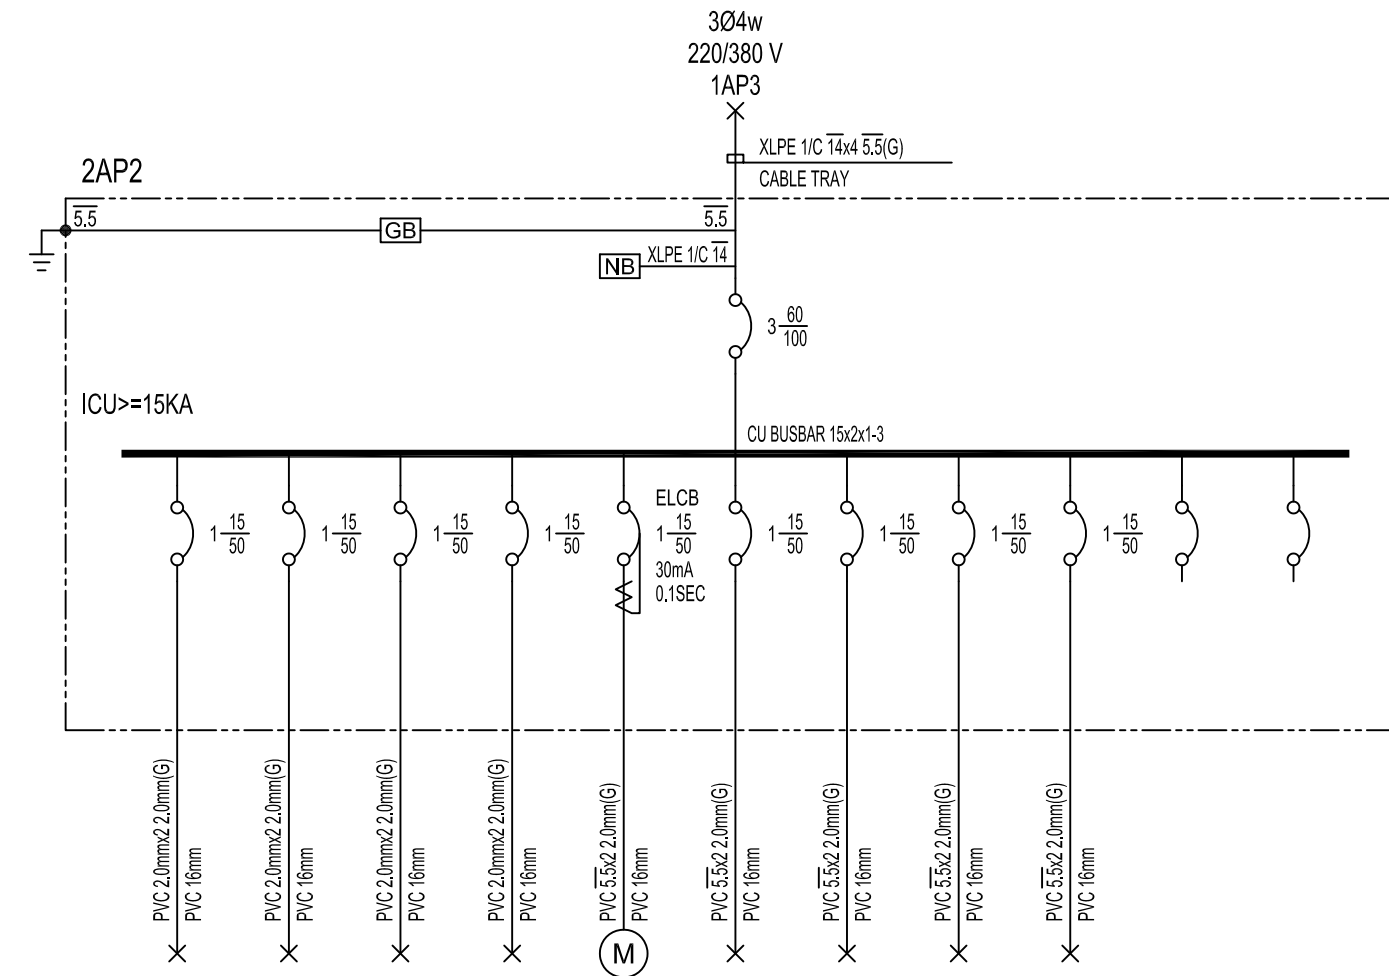 3Ø4w
220/380 V
1AP3
XLPE 1/C 14x4 5.5(G)
CABLE TRAY
2AP2
5.5
GB
5.5
NB
XLPE 1/C 14
3 60/100
ICU>=15KA
CU BUSBAR 15x2x1-3
1 15/50
1 15/50
1 15/50
1 15/50
ELCB
1 15/50
30mA
0.1SEC
1 15/50
1 15/50
1 15/50
1 15/50
PVC 2.0mmx2 2.0mm(G)
PVC 16mm
PVC 2.0mmx2 2.0mm(G)
PVC 16mm
PVC 2.0mmx2 2.0mm(G)
PVC 16mm
PVC 2.0mmx2 2.0mm(G)
PVC 16mm
PVC 5.5x2 2.0mm(G)
PVC 16mm
PVC 5.5x2 2.0mm(G)
PVC 16mm
PVC 5.5x2 2.0mm(G)
PVC 16mm
PVC 5.5x2 2.0mm(G)
PVC 16mm
PVC 5.5x2 2.0mm(G)
PVC 16mm
M